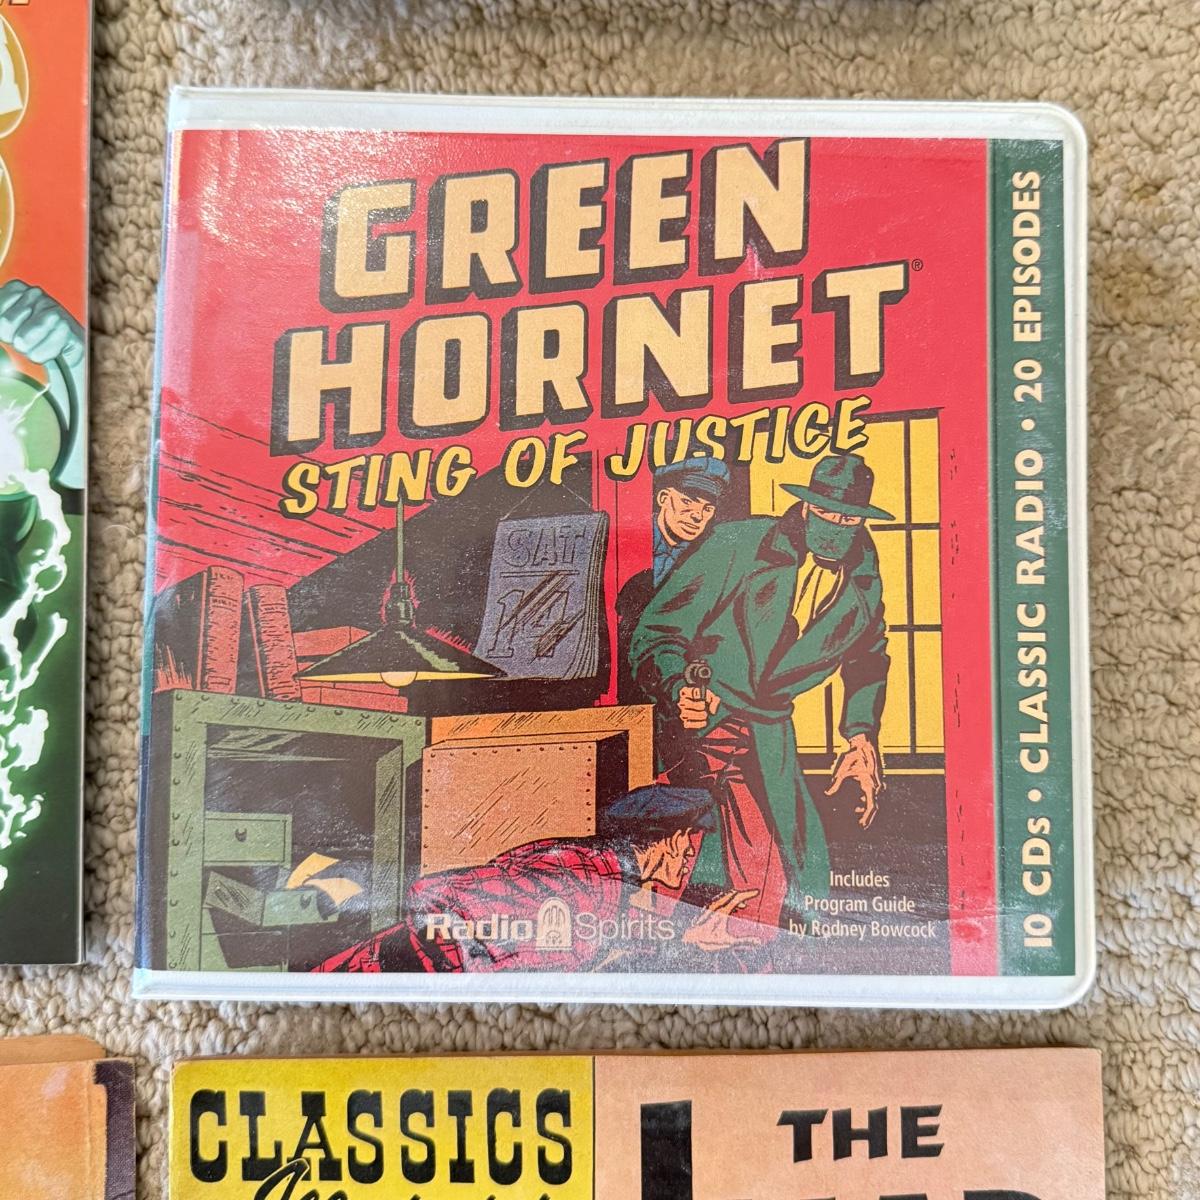 GREEN
HORNET®
STING OF JUSTICE
SAT
14
Includes
Program Guide
by Rodney Bowcock
Radio Spirits
10 CDs • CLASSIC RADIO • 20 EPISODES
CLASSICS
THE